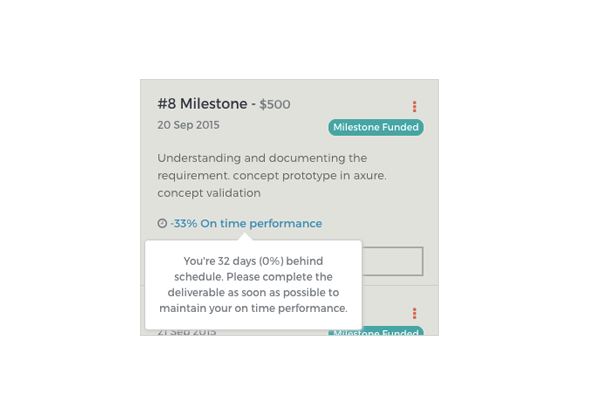 #8 Milestone - $500
20 Sep 2015
Milestone Funded
Understanding and documenting the
requirement. concept prototype in axure.
concept validation
-33% On time performance
You're 32 days (0%) behind
schedule. Please complete the
deliverable as soon as possible to
maintain your on time performance.
21 Sep 2015
Milestone Funded